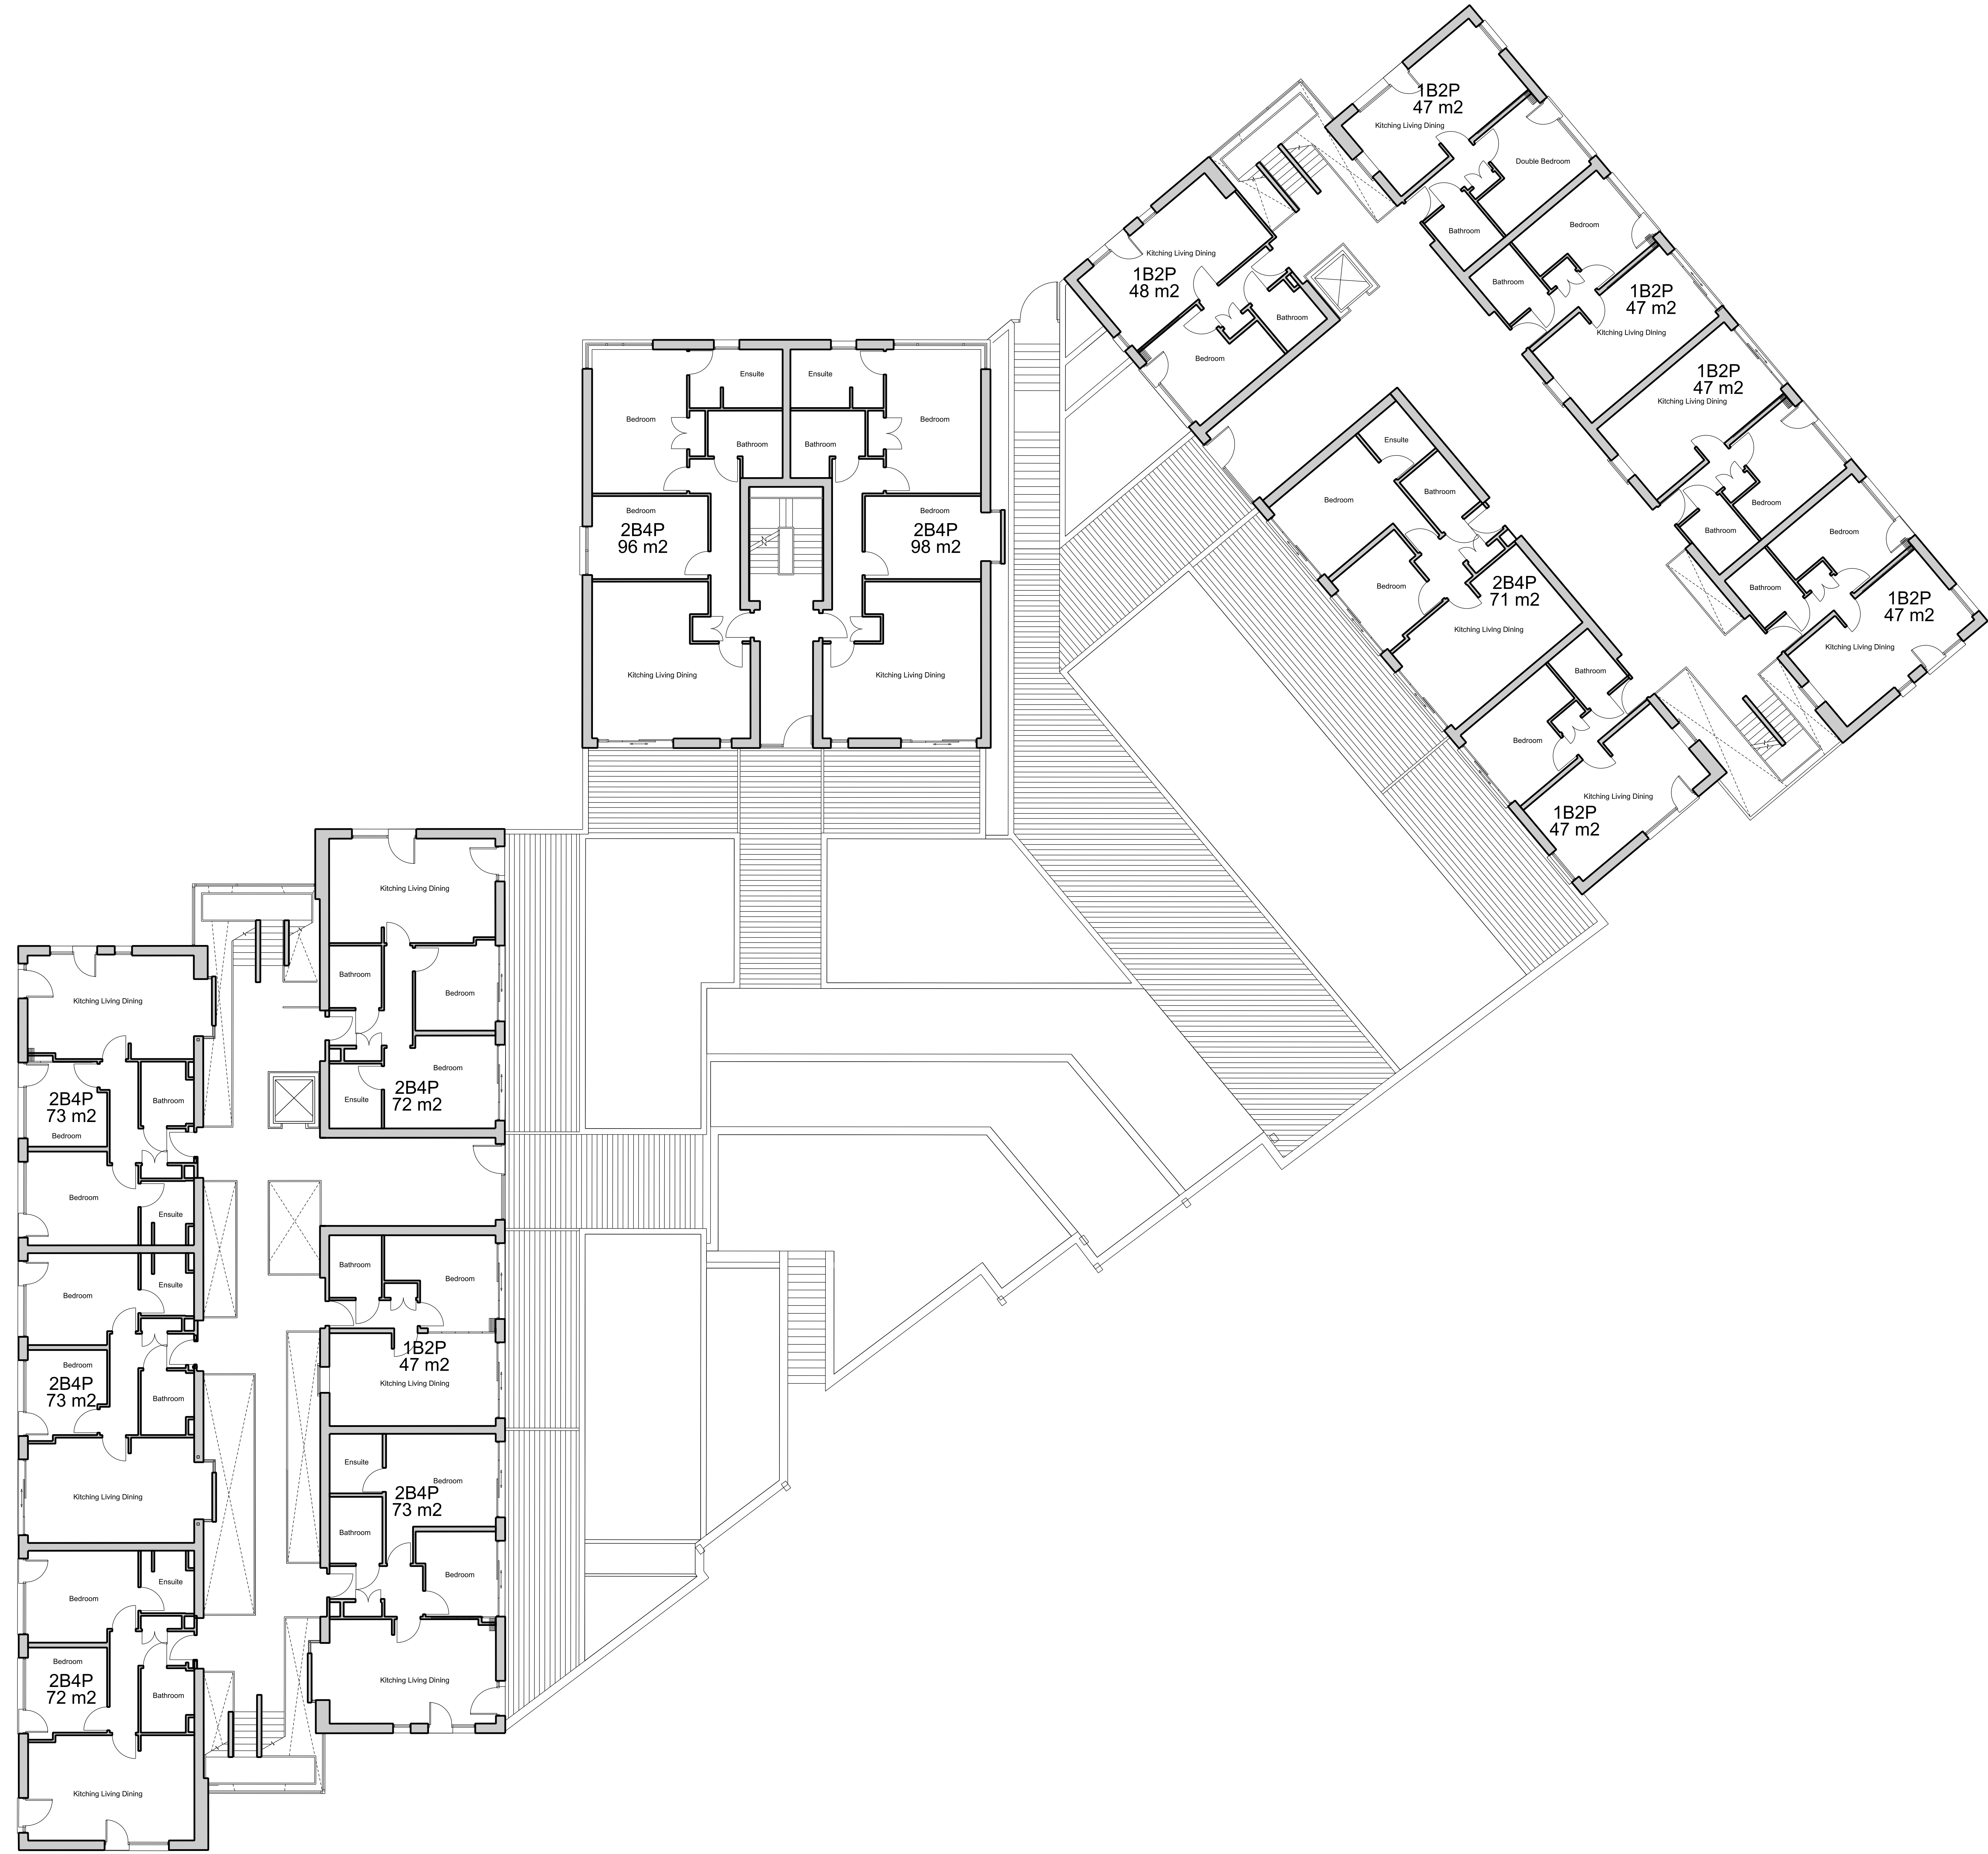 1B2P
47 m2
Kitching Living Dining
Double Bedroom
Bathroom
Bedroom
Bathroom
1B2P
47 m2
Kitching Living Dining
Kitching Living Dining
1B2P
48 m2
Bathroom
Bedroom
1B2P
47 m2
Kitching Living Dining
Bedroom
Bathroom
Bedroom
Bathroom
1B2P
47 m2
Kitching Living Dining
Ensuite
Bedroom
Bathroom
Bedroom
2B4P
71 m2
Kitching Living Dining
Bathroom
Bedroom
Kitching Living Dining
1B2P
47 m2
Ensuite
Ensuite
Bedroom
Bedroom
Bathroom
Bathroom
Bedroom
2B4P
96 m2
Bedroom
2B4P
98 m2
Kitching Living Dining
Kitching Living Dining
Kitching Living Dining
Bathroom
Bedroom
Bedroom
2B4P
72 m2
Ensuite
Kitching Living Dining
2B4P
73 m2
Bedroom
Bathroom
Bedroom
Ensuite
Bedroom
Ensuite
Bedroom
2B4P
73 m2
Bathroom
Kitching Living Dining
Bathroom
Bedroom
1B2P
47 m2
Kitching Living Dining
Ensuite
Bedroom
2B4P
73 m2
Bathroom
Bedroom
Kitching Living Dining
Bedroom
Ensuite
Bedroom
2B4P
72 m2
Bathroom
Kitching Living Dining